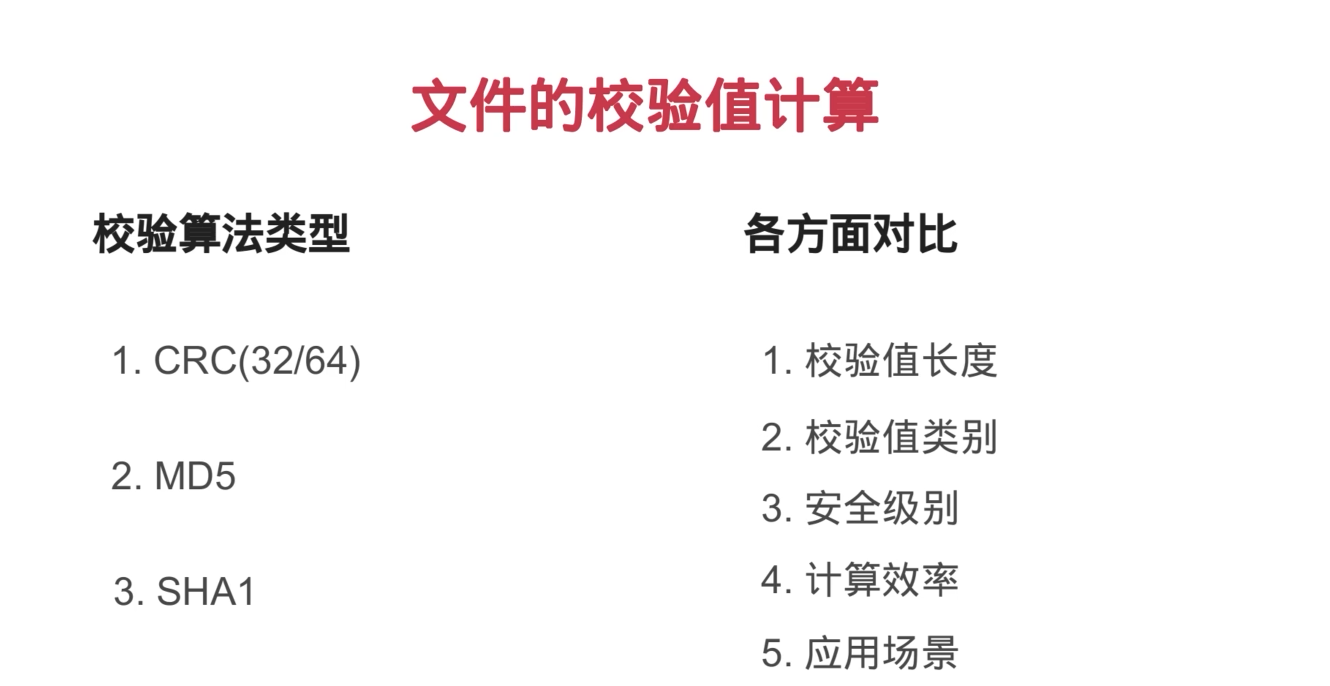 文件的校验值计算
校验算法类型
1. CRC(32/64)
2. MD5
3. SHA1
各方面对比
1. 校验值长度
2. 校验值类别
3. 安全级别
4. 计算效率
5. 应用场景